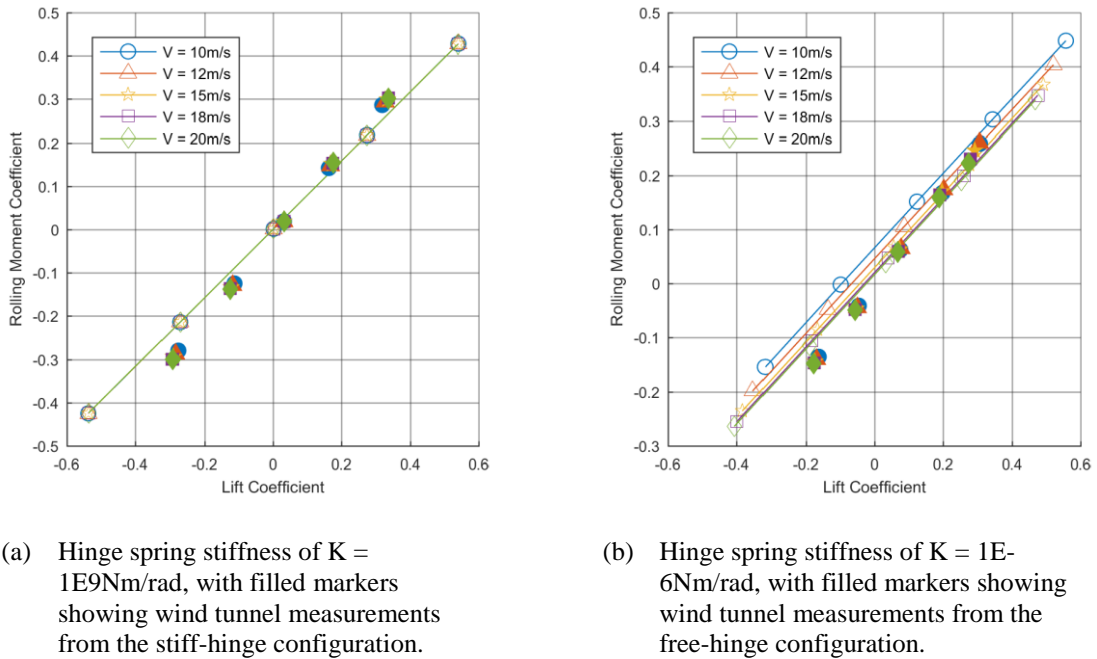 0.5
0.4
0.3
0.2
0.1
0
-0.1
-0.2
-0.3
-0.4
-0.5
Rolling Moment Coefficient
V = 10m/s
V = 12m/s
V = 15m/s
V = 18m/s
V = 20m/s
-0.6 -0.4 -0.2 0 0.2 0.4 0.6
Lift Coefficient
(a) Hinge spring stiffness of K =
1E9Nm/rad, with filled markers
showing wind tunnel measurements
from the stiff-hinge configuration.
0.5
0.4
0.3
0.2
0.1
0
-0.1
-0.2
-0.3
Rolling Moment Coefficient
V = 10m/s
V = 12m/s
V = 15m/s
V = 18m/s
V = 20m/s
-0.6 -0.4 -0.2 0 0.2 0.4 0.6
Lift Coefficient
(b) Hinge spring stiffness of K = 1E-
6Nm/rad, with filled markers showing
wind tunnel measurements from the
free-hinge configuration.